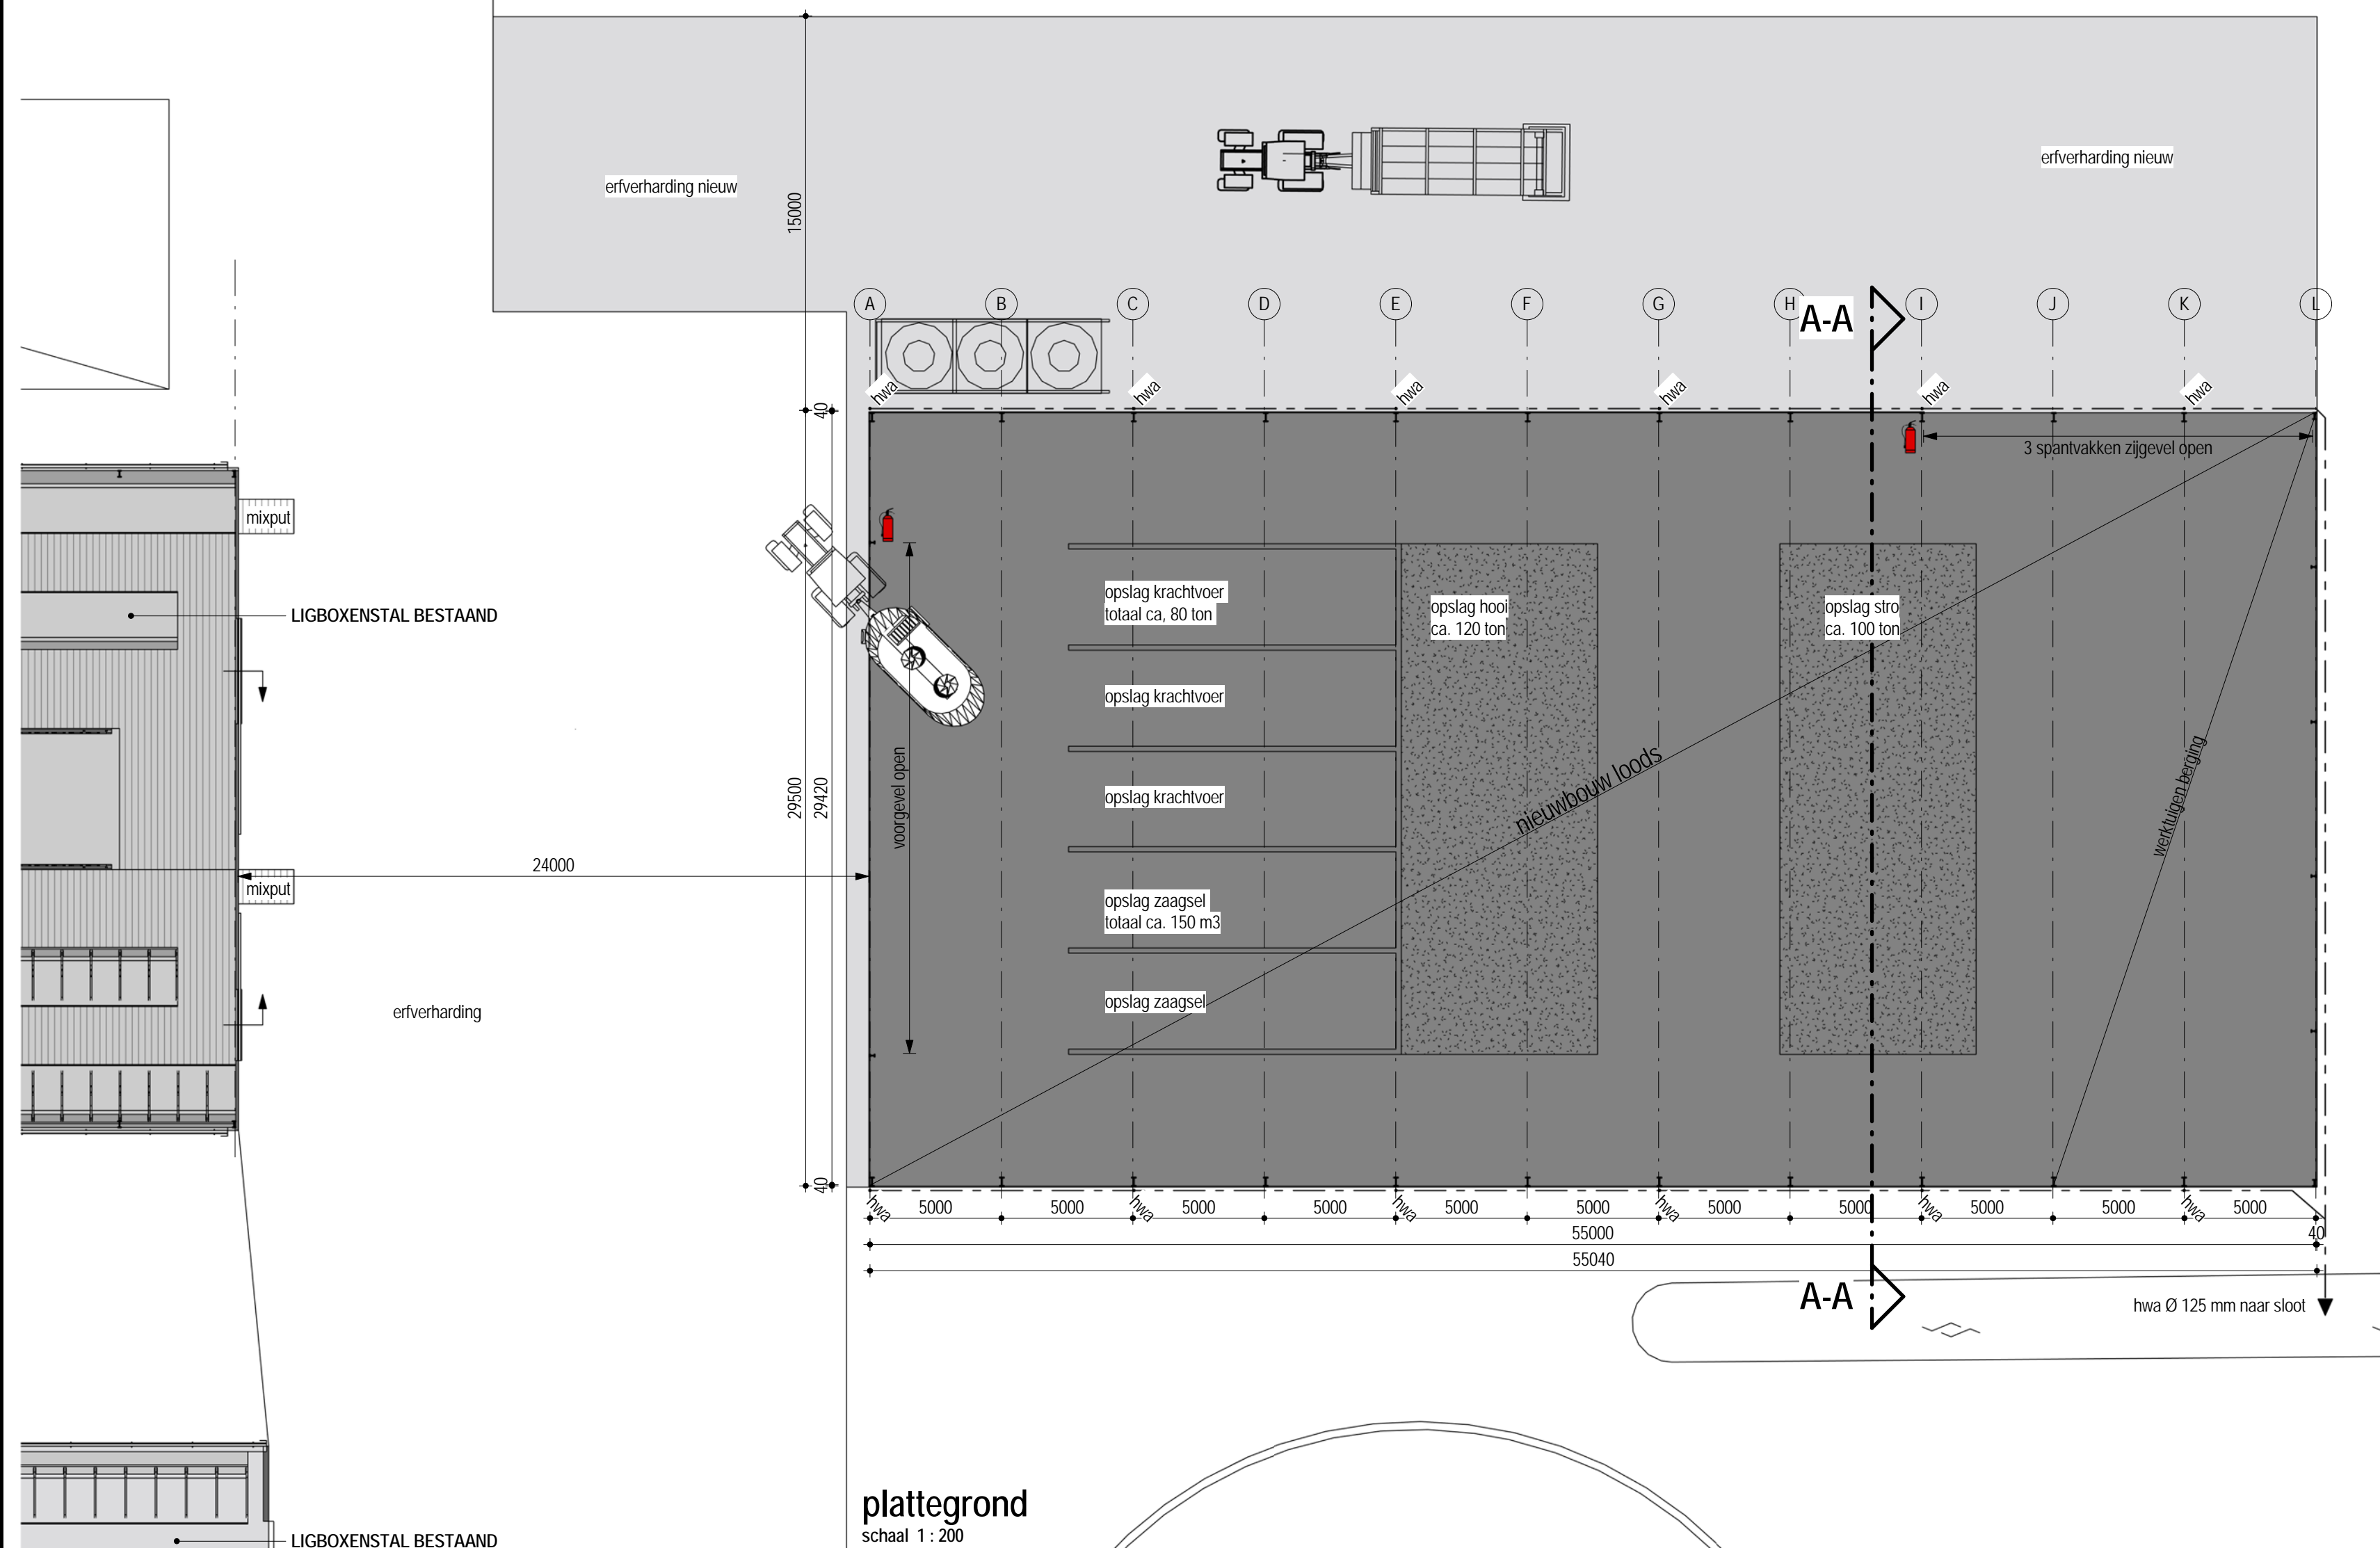 erfverharding nieuw
erfverharding nieuw
15000
A
B
C
D
E
F
G
H
I
J
K
L
A-A
hwa
hwa
hwa
hwa
hwa
hwa
40
3 spantvakken zijgevel open
mixput
LIGBOXENSTAL BESTAAND
opslag krachtvoer
totaal ca, 80 ton
opslag hooi
ca. 120 ton
opslag stro
ca. 100 ton
opslag krachtvoer
opslag krachtvoer
voorgevel open
nieuwbouw loods
werktuigen berging
29500
29420
24000
mixput
opslag zaagsel
totaal ca. 150 m3
opslag zaagsel
erfverharding
40
hwa
hwa
hwa
hwa
hwa
hwa
5000
5000
5000
5000
5000
5000
5000
5000
5000
5000
5000
55000
40
55040
A-A
hwa Ø 125 mm naar sloot
plattegrond
schaal 1 : 200
LIGBOXENSTAL BESTAAND